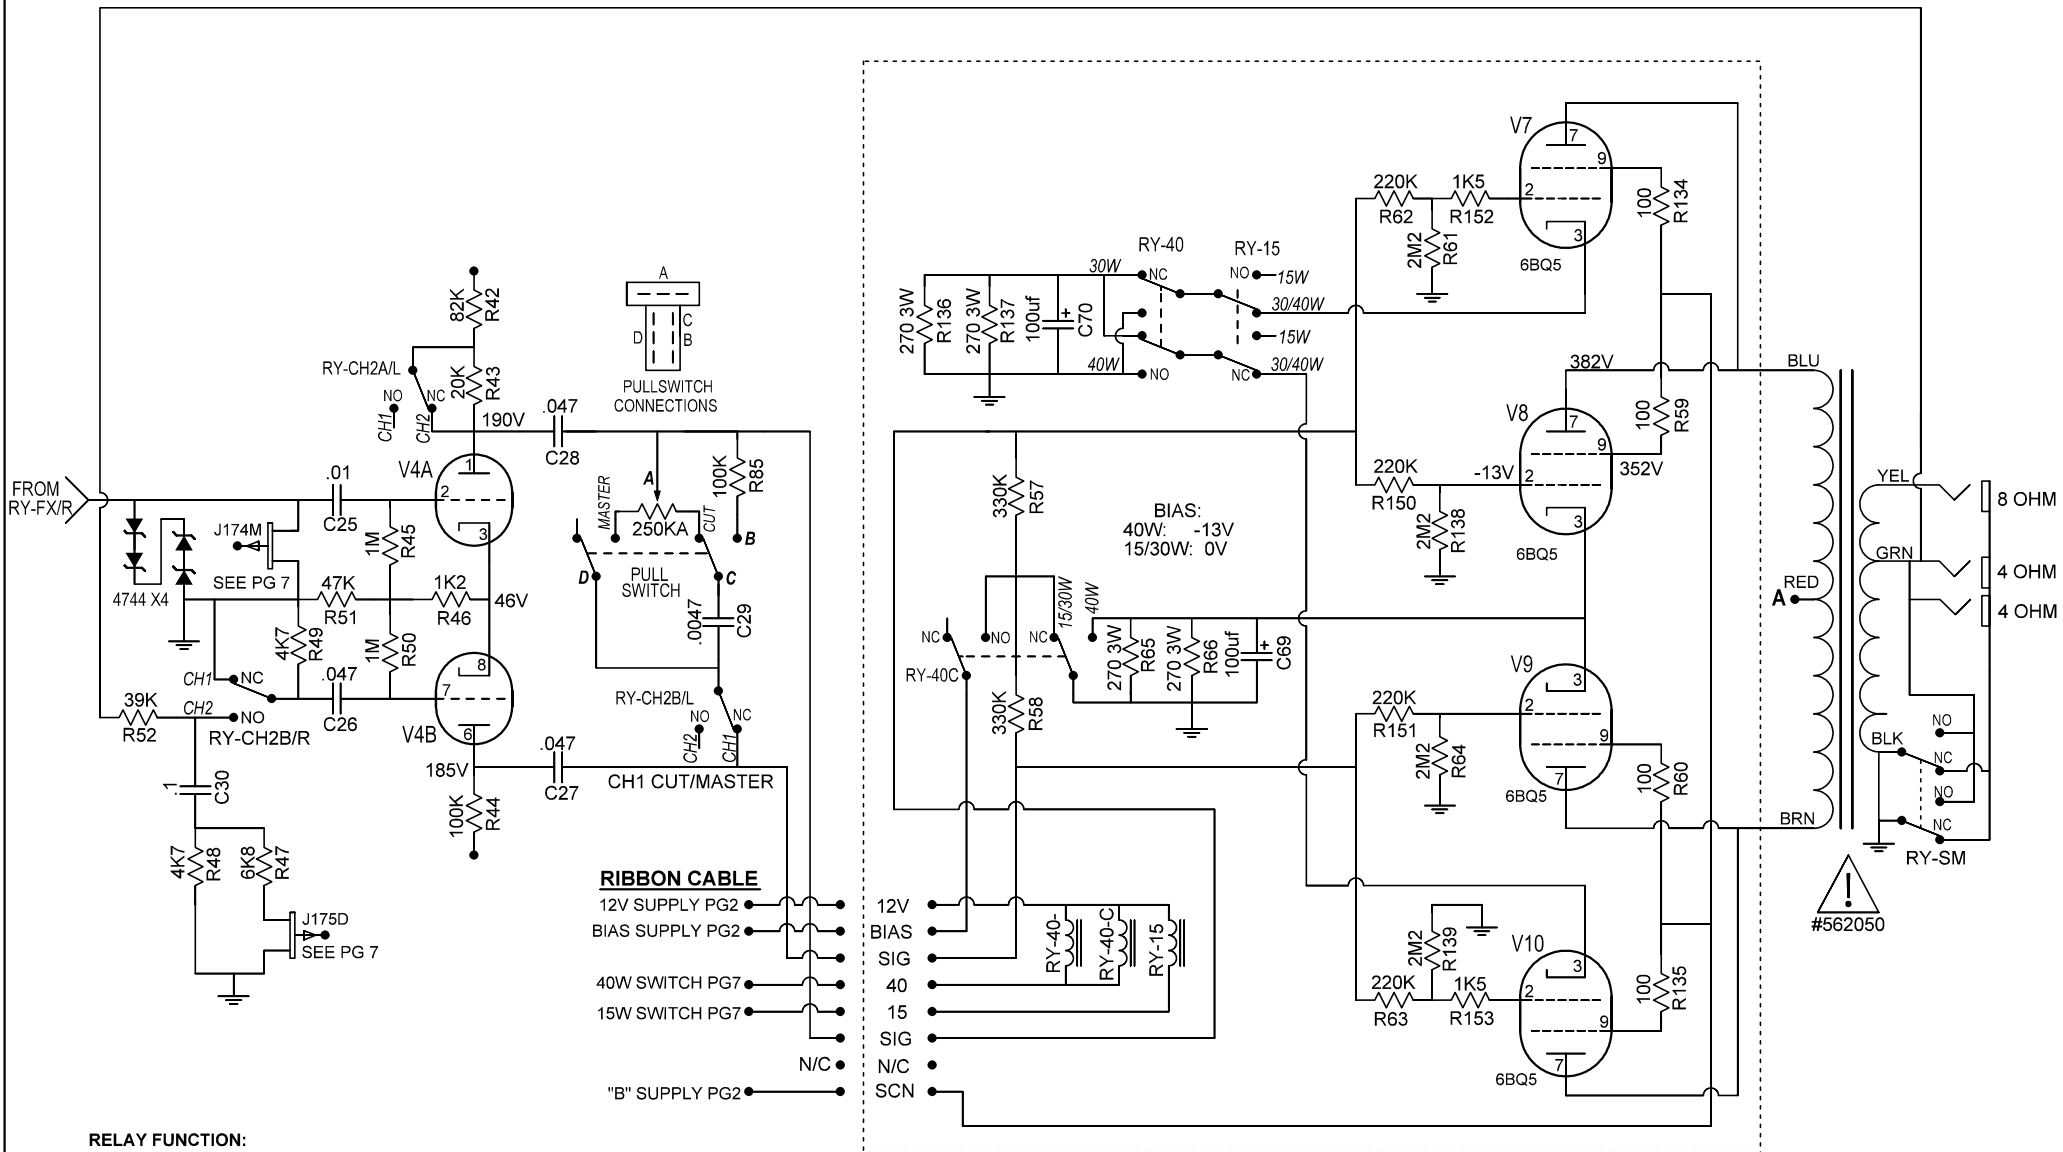 V7
7
9
220K
R62
1K5
R152
2
2M2
R61
3
6BQ5
100
R134
RY-40
RY-15
30W
NC
NO
15W
30/40W
15W
40W
NO
NC
30/40W
270 3W
R136
270 3W
R137
100uf
+
C70
82K
R42
A
C
D
B
PULLSWITCH
CONNECTIONS
RY-CH2A/L
NO
NC
CH1
CH2
20K
R43
190V
.047
C28
382V
BLU
V8
7
9
352V
-13V
2
220K
R150
2M2
R138
3
6BQ5
100
R59
FROM
RY-FX/R
V4A
1
2
3
.01
C25
J174M
SEE PG 7
4744 X4
1M
R45
47K
R51
1K2
R46
46V
4K7
R49
1M
R50
MASTER
A
250KA
CUT
100K
R85
B
D
PULL
SWITCH
C
.0047
C29
330K
R57
BIAS:
40W: -13V
15/30W: 0V
YEL
8 OHM
GRN
4 OHM
RED
A
4 OHM
CH1
NC
.047
C26
CH2
NO
RY-CH2B/R
39K
R52
8
7
V4B
6
RY-CH2B/L
NO
NC
CH2
CH1
NC
NO
NC
15/30W
40W
RY-40C
330K
R58
270 3W
R65
270 3W
R66
100uf
+
C69
V9
3
2
9
7
220K
R151
2M2
R64
6BQ5
100
R60
BLK
NO
NC
NO
NC
RY-SM
BRN
185V
.047
C27
CH1 CUT/MASTER
100K
R44
.1
C30
4K7
R48
6K8
R47
J175D
SEE PG 7
!
#562050
RIBBON CABLE
12V SUPPLY PG2
12V
BIAS SUPPLY PG2
BIAS
SIG
40W SWITCH PG7
40
15W SWITCH PG7
15
SIG
N/C
N/C
"B" SUPPLY PG2
SCN
RY-40-
RY-40-C
RY-15
2M2
R139
V10
3
220K
R63
1K5
R153
2
9
7
6BQ5
100
R135
RELAY FUNCTION: